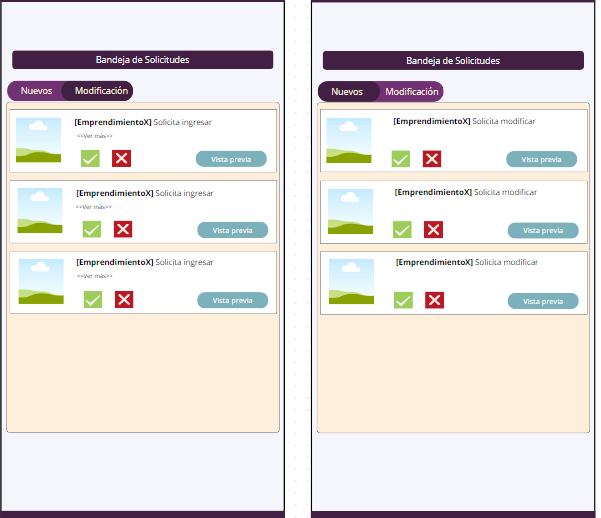 Bandeja de Solicitudes
Nuevos Modificación
[EmprendimientoX] Solicita ingresar
<<Ver más>>
Vista previa
[EmprendimientoX] Solicita ingresar
<<Ver más>>
Vista previa
[EmprendimientoX] Solicita ingresar
<<Ver más>>
Vista previa
Bandeja de Solicitudes
Nuevos Modificación
[EmprendimientoX] Solicita modificar
Vista previa
[EmprendimientoX] Solicita modificar
Vista previa
[EmprendimientoX] Solicita modificar
Vista previa